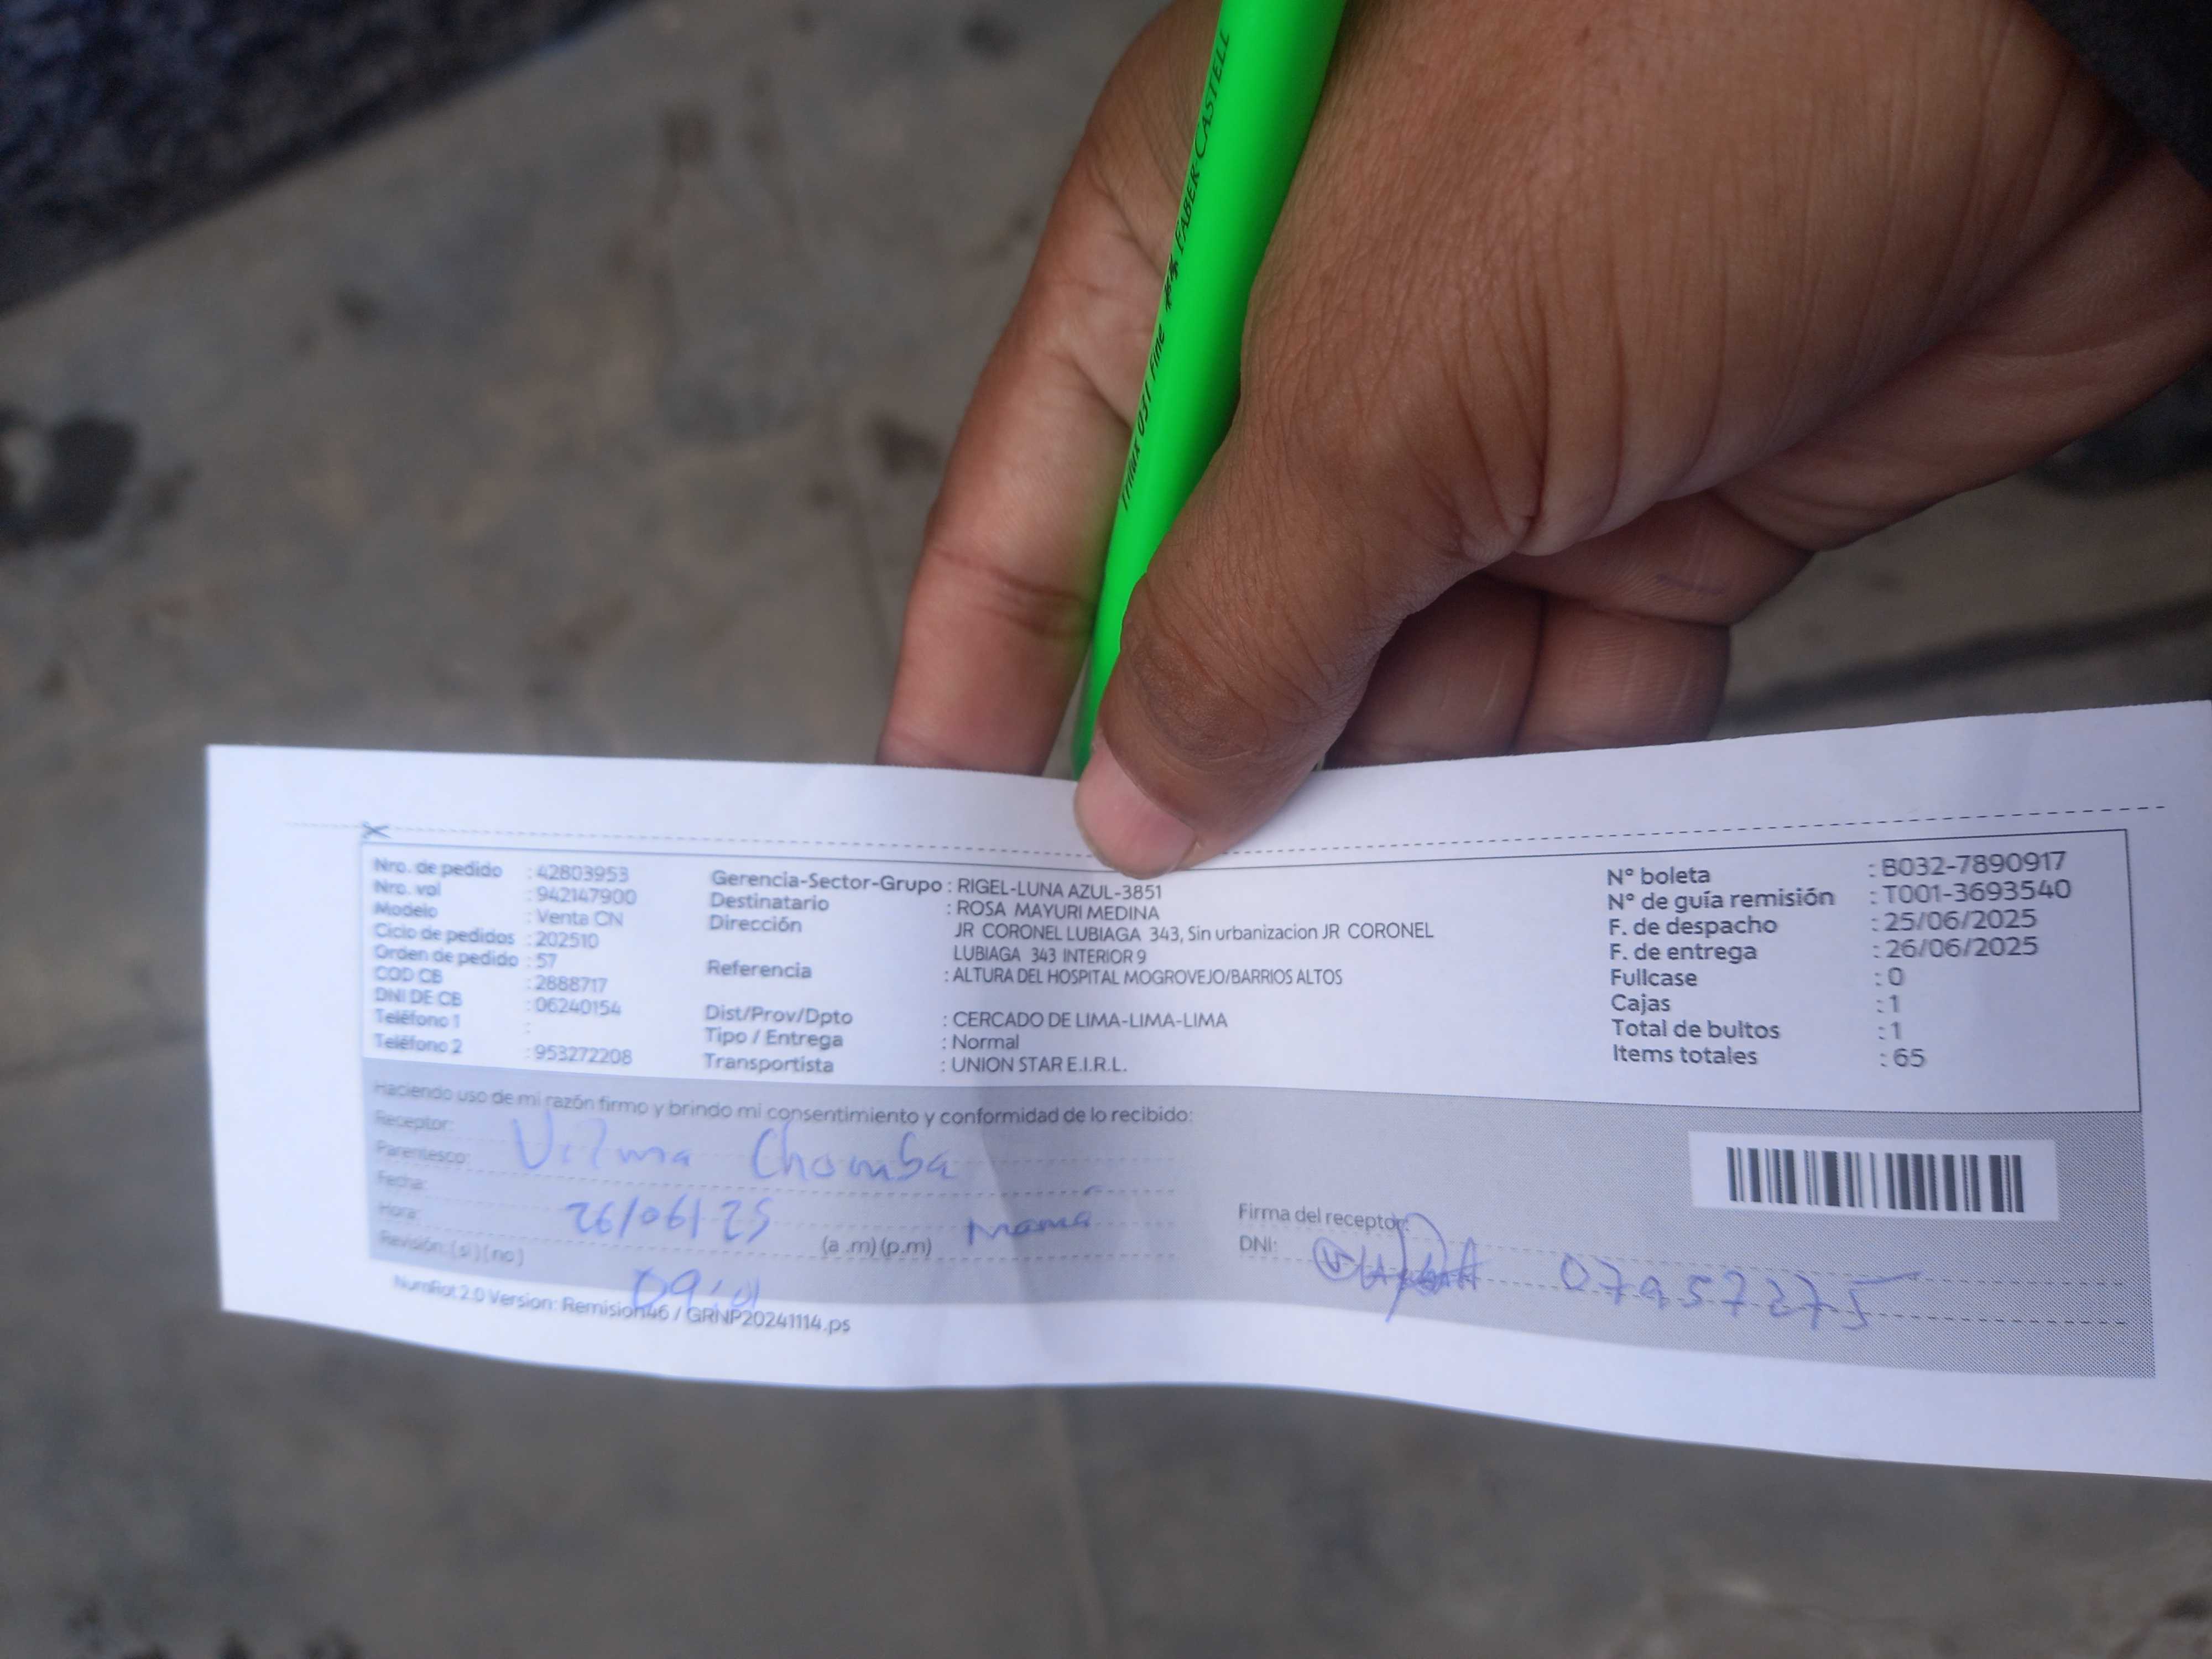 Trilux 031 Fine FABER CASTELL
Nro. de pedido : 42803953
Nro. vol : 942147900
Modelo : Venta CN
Ciclo de pedidos : 202510
Orden de pedido : 57
COD CB : 2888717
DNI DE CB : 06240154
Teléfono 1 :
Teléfono 2 : 953272208
Gerencia-Sector-Grupo : RIGEL-LUNA AZUL-3851
Destinatario : ROSA MAYURI MEDINA
Dirección JR CORONEL LUBIAGA 343, Sin urbanizacion JR CORONEL
LUBIAGA 343 INTERIOR 9
Referencia : ALTURA DEL HOSPITAL MOGROVEJO/BARRIOS ALTOS
Dist/Prov/Dpto : CERCADO DE LIMA-LIMA-LIMA
Tipo / Entrega : Normal
Transportista : UNION STAR E.I.R.L.
N° boleta : B032-7890917
N° de guía remisión : T001-3693540
F. de despacho : 25/06/2025
F. de entrega : 26/06/2025
Fullcase : 0
Cajas : 1
Total de bultos : 1
Items totales : 65
Haciendo uso de mi razón firmo y brindo mi consentimiento y conformidad de lo recibido:
Receptor: Vilma Chomba
Parentesco: Mamá
Fecha: 26/06/25
Hora: (a .m) (p.m)
Revisión: ( si ) ( no )
Firma del receptor:
DNI: 07957275
NumRot 2.0 Version: Remision46 / GRNP20241114.ps